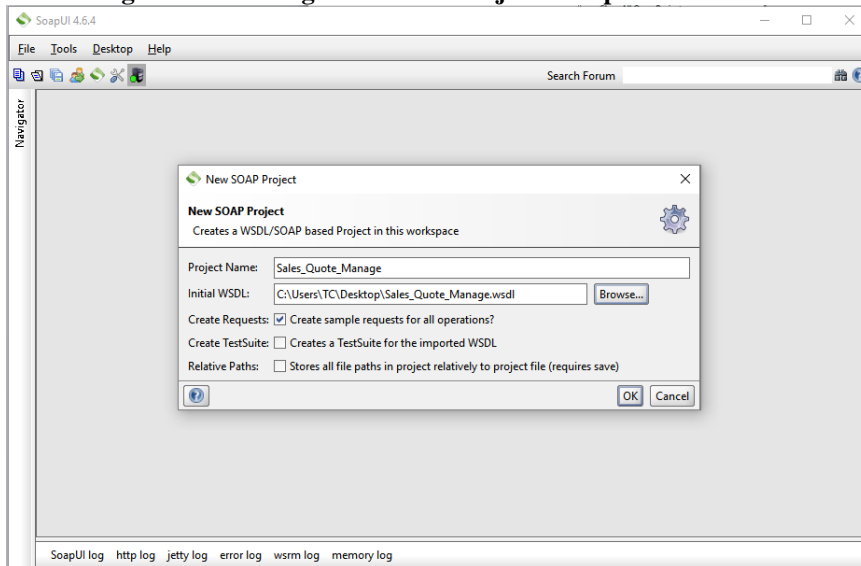 SoapUI 4.6.4
File Tools Desktop Help
Search Forum
Navigator
New SOAP Project
New SOAP Project
Creates a WSDL/SOAP based Project in this workspace
Project Name: Sales_Quote_Manage
Initial WSDL: C:\Users\TC\Desktop\Sales_Quote_Manage.wsdl Browse...
Create Requests: Create sample requests for all operations?
Create TestSuite: Creates a TestSuite for the imported WSDL
Relative Paths: Stores all file paths in project relatively to project file (requires save)
OK Cancel
SoapUI log http log jetty log error log wsrm log memory log